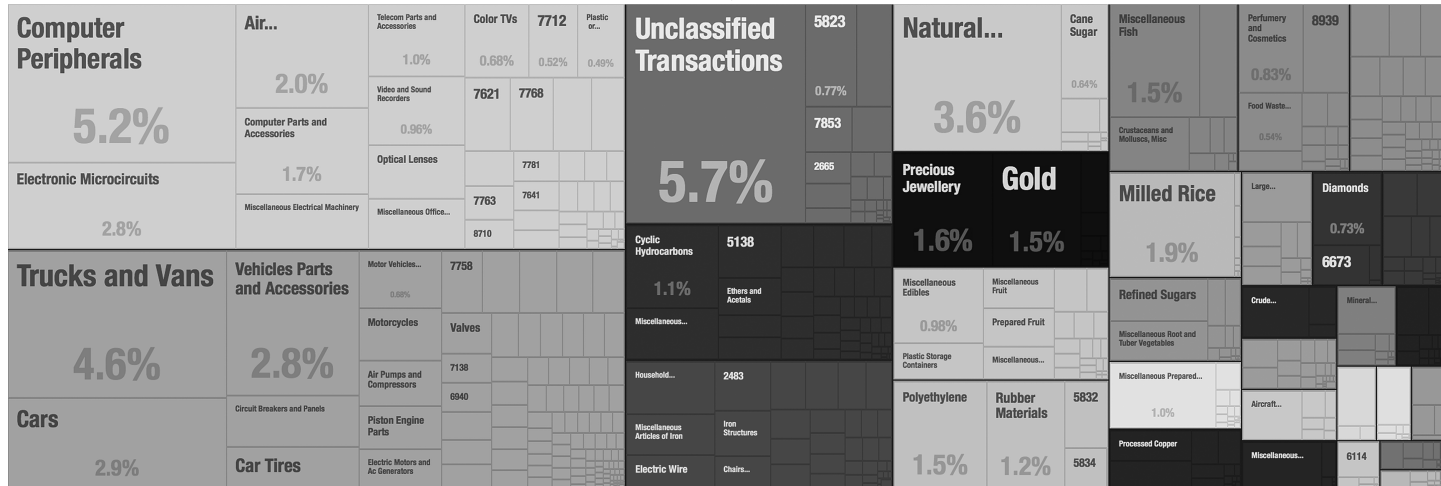 Computer
Peripherals
5.2%
Electronic Microcircuits
2.8%
Air...
2.0%
Computer Parts and
Accessories
1.7%
Miscellaneous Electrical Machinery
Telecom Parts and
Accessories
1.0%
Video and Sound
Recorders
0.96%
Optical Lenses
Miscellaneous Office...
Color TVs
0.68%
7712
0.52%
Plastic
or...
0.49%
7621
7768
7781
7763
7641
8710
Trucks and Vans
4.6%
Cars
2.9%
Vehicles Parts
and Accessories
2.8%
Circuit Breakers and Panels
Car Tires
Motor Vehicles...
0.68%
Motorcycles
Air Pumps and
Compressors
Piston Engine
Parts
Electric Motors and
Ac Generators
7758
Valves
7138
6940
Unclassified
Transactions
5.7%
5823
0.77%
7853
2665
Cyclic
Hydrocarbons
1.1%
Miscellaneous...
5138
Ethers and
Acetals
Household...
Miscellaneous
Articles of Iron
Electric Wire
2483
Iron
Structures
Chairs...
Natural...
3.6%
Cane
Sugar
0.64%
Precious
Jewellery
1.6%
Gold
1.5%
Miscellaneous
Edibles
0.98%
Plastic Storage
Containers
Miscellaneous
Fruit
Prepared Fruit
Miscellaneous...
Polyethylene
1.5%
Rubber
Materials
1.2%
5832
5834
Miscellaneous
Fish
1.5%
Crustaceans and
Molluscs, Misc
Perfumery
and
Cosmetics
0.83%
Food Waste...
0.54%
8939
Milled Rice
1.9%
Large...
Diamonds
0.73%
6673
Refined Sugars
Miscellaneous Root and
Tuber Vegetables
Crude...
Mineral...
Miscellaneous Prepared...
1.0%
Aircraft...
Processed Copper
Miscellaneous...
6114